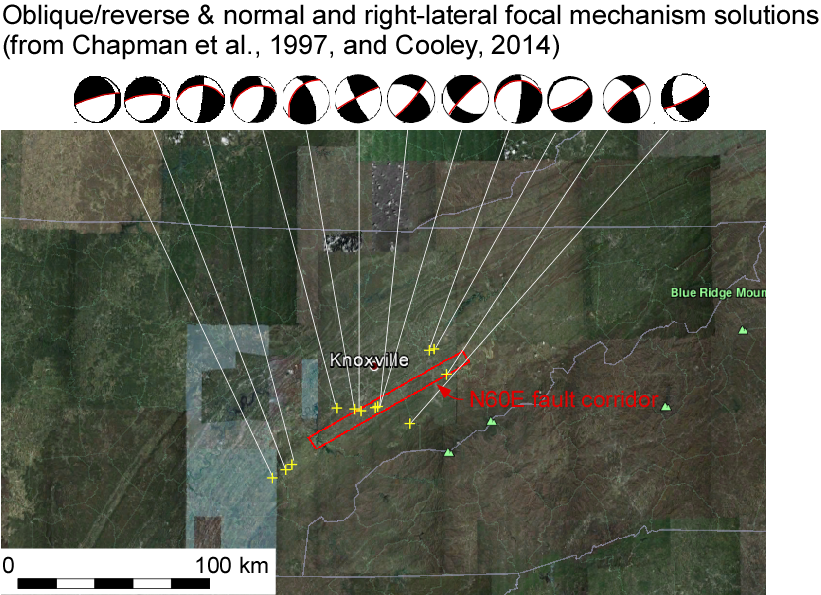 Oblique/reverse & normal and right-lateral focal mechanism solutions
(from Chapman et al., 1997, and Cooley, 2014)
Blue Ridge Moun
Knoxville
N60E fault corridor
0 100 km